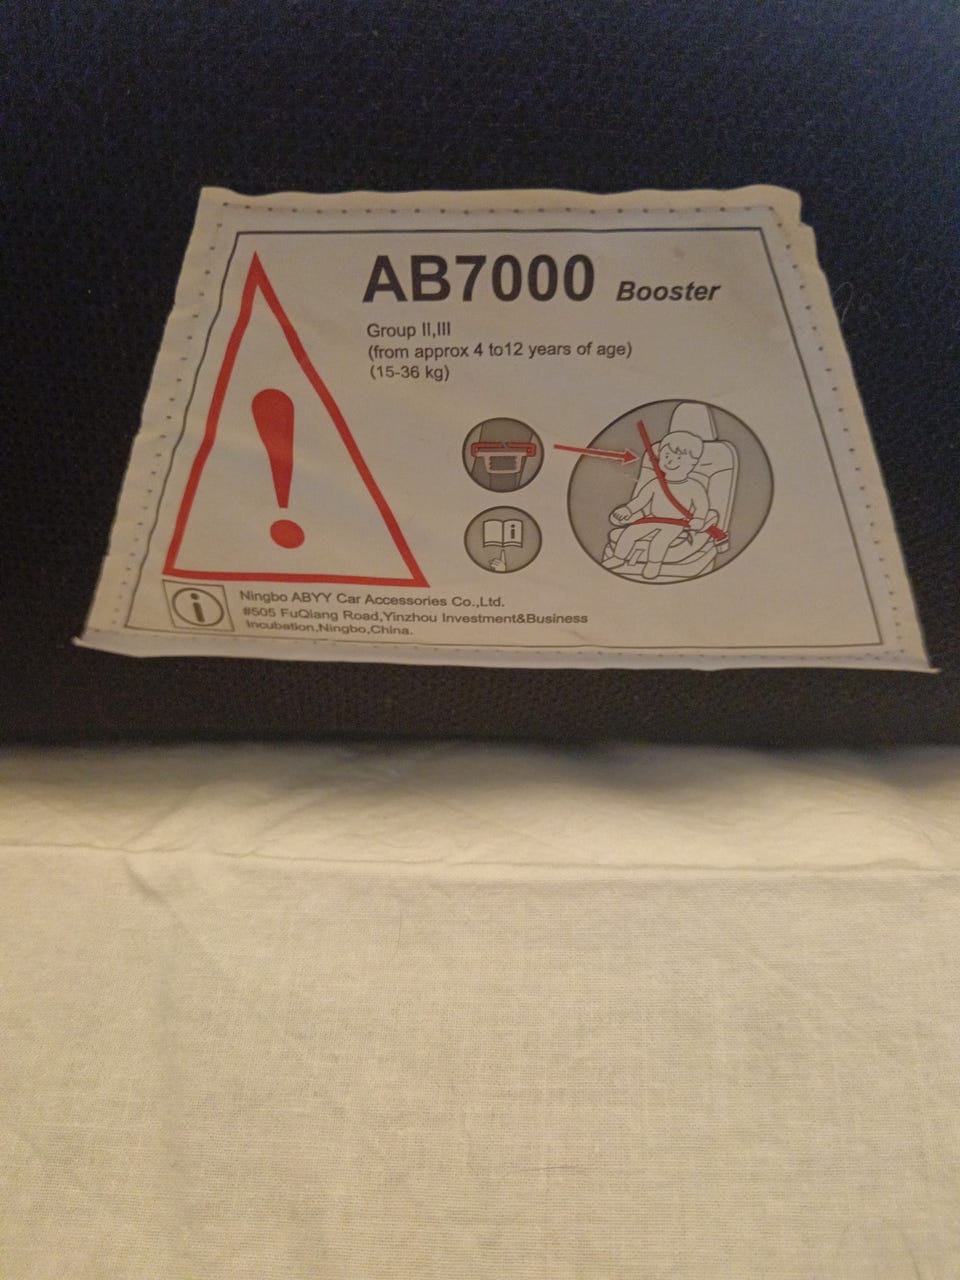 AB7000 Booster
Group II,III
(from approx 4 to12 years of age)
(15-36 kg)
Ningbo ABYY Car Accessories Co.,Ltd.
#505 FuQiang Road,Yinzhou Investment&Business
Incubation,Ningbo,China.